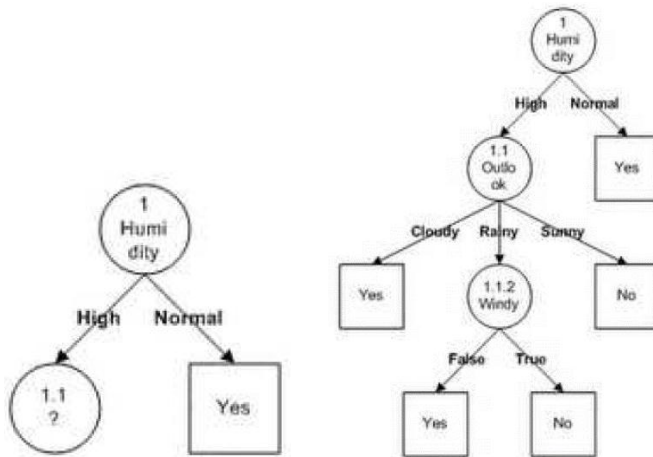 1
Humi
dity
High
Normal
1.1
?
Yes
1
Humi
dity
High
Normal
1.1
Outlo
ok
Yes
Cloudy
Rainy
Sunny
Yes
1.1.2
Windy
No
False
True
Yes
No